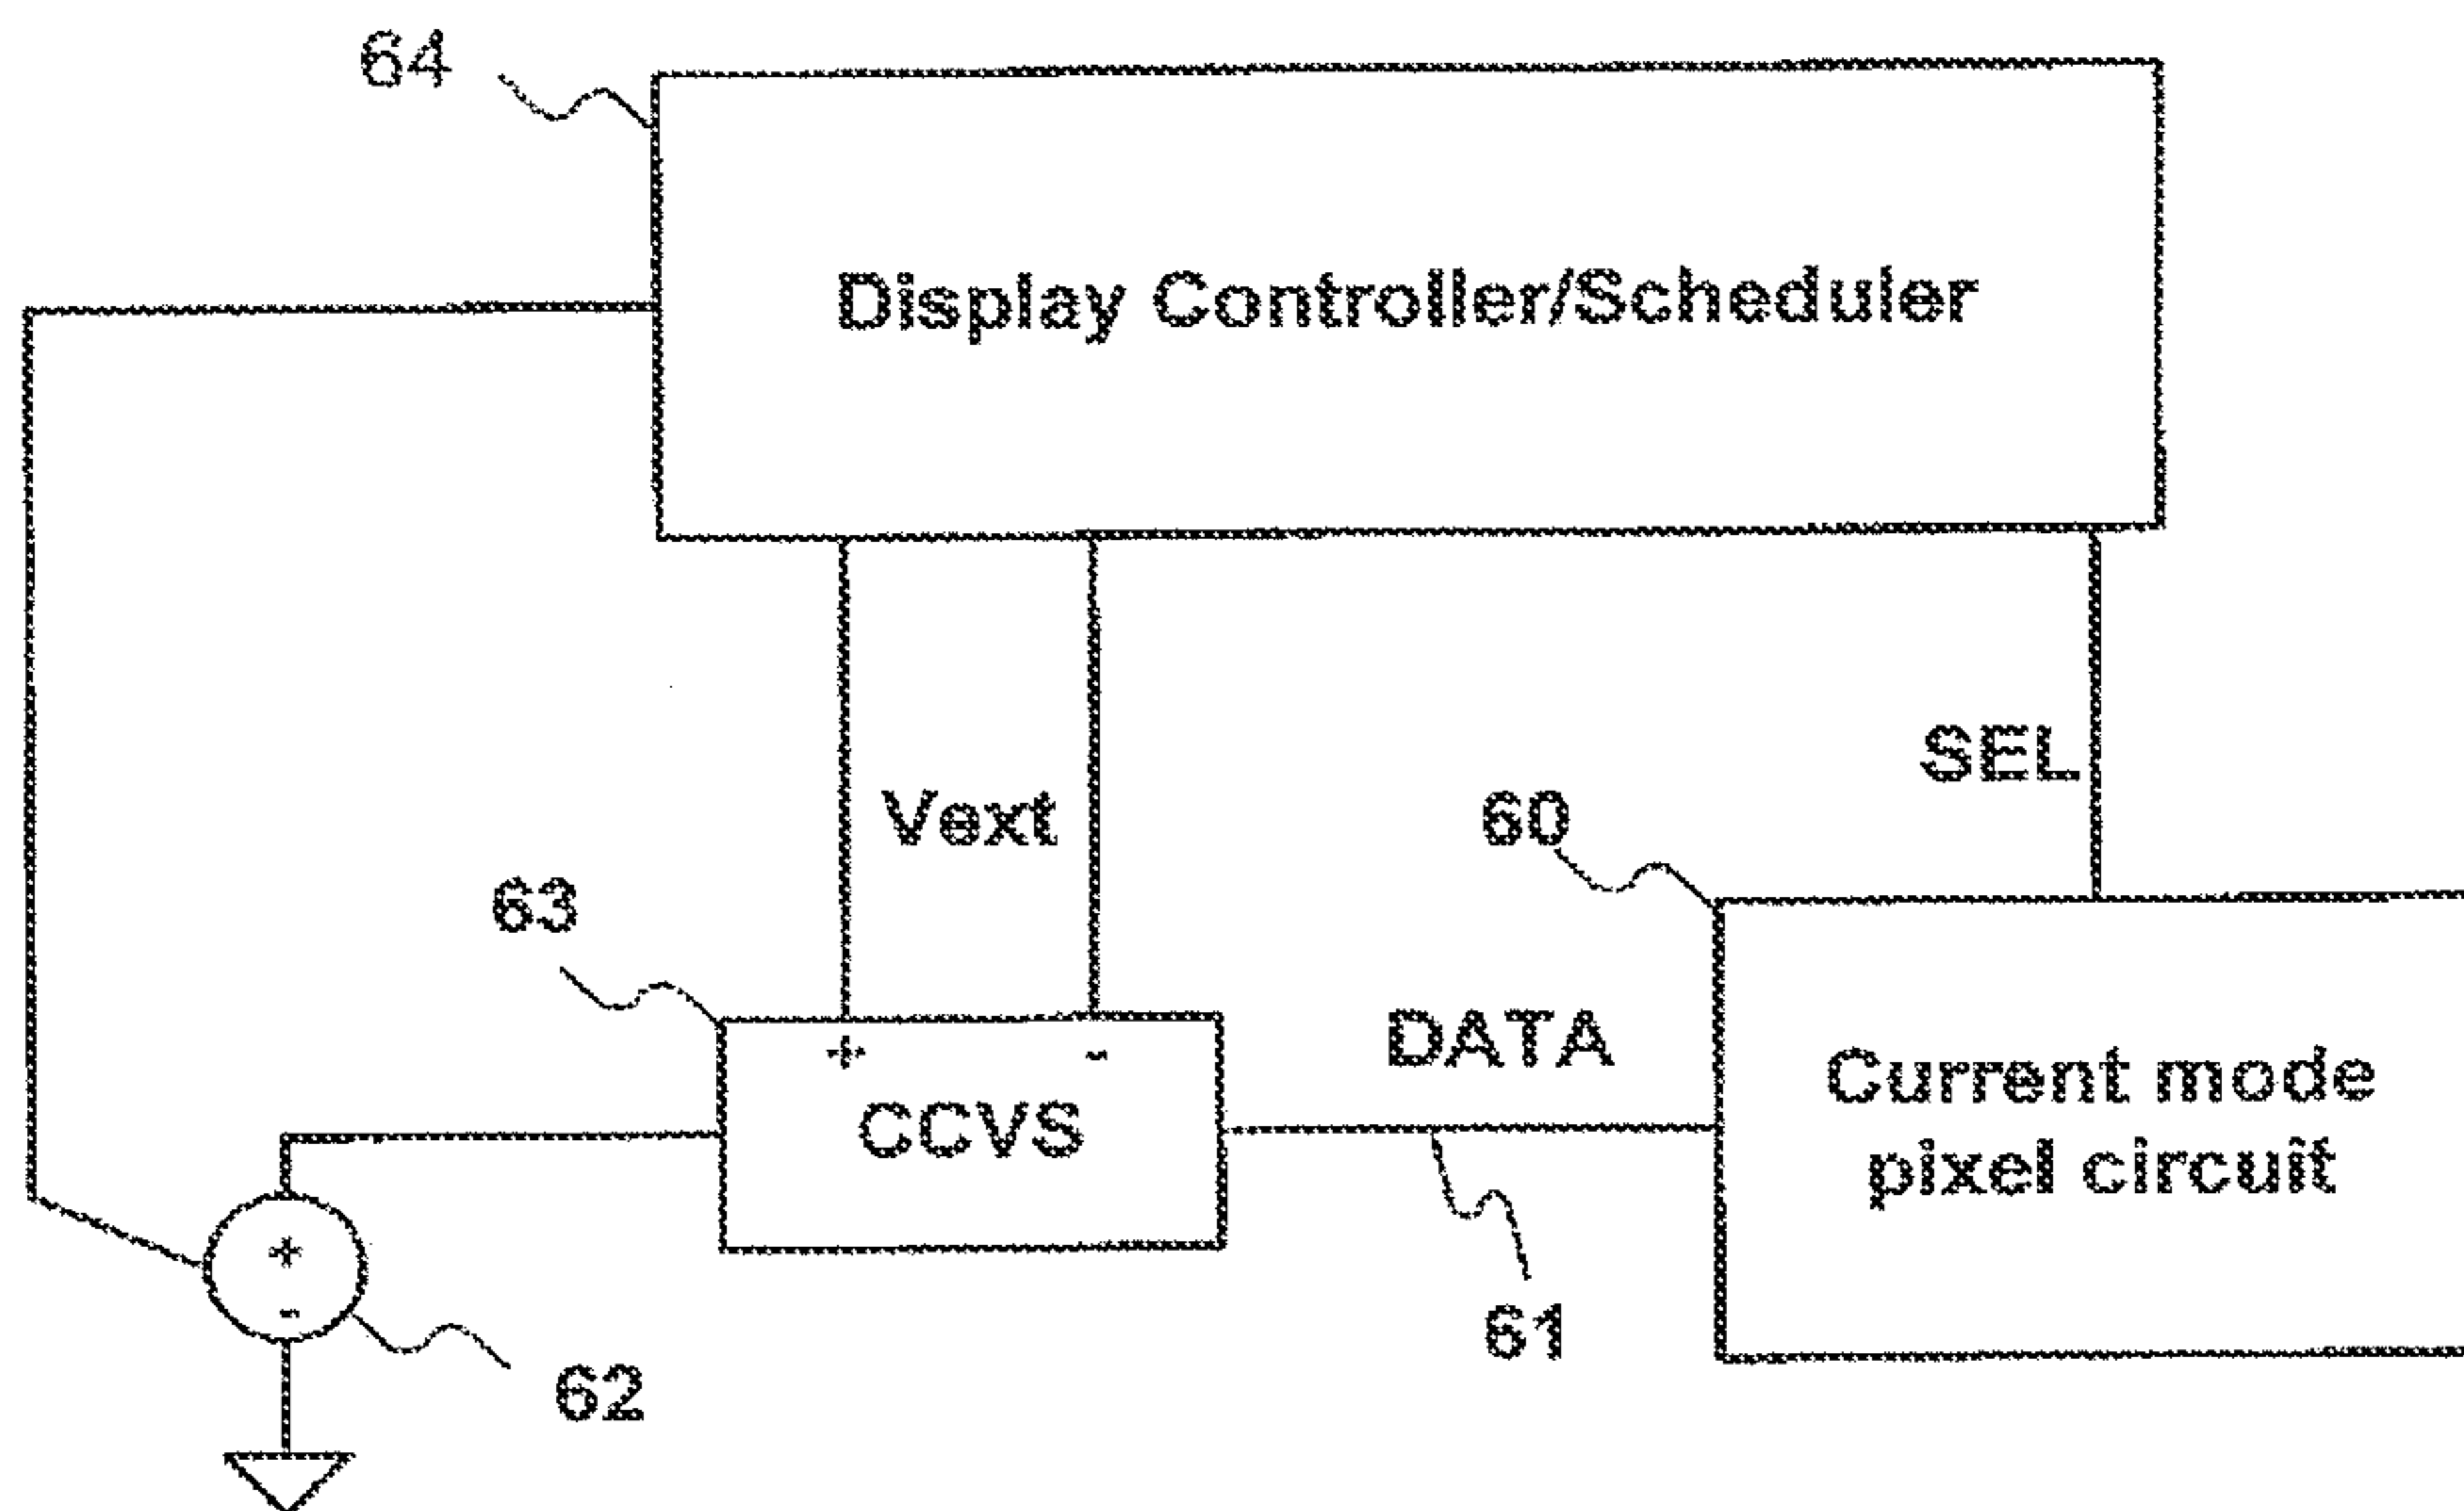 64
Display Controller/Scheduler
SEL
Vext
60
63
DATA
+ -
CCVS
Current mode
pixel circuit
+
-
61
62